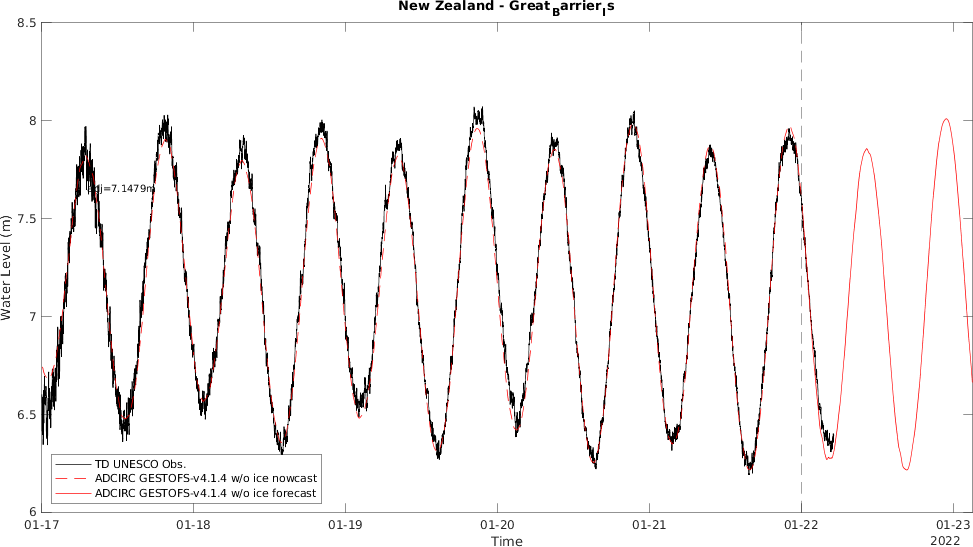 New Zealand - Great_Barrier_Is
8.5
8
7.5
7
6.5
6
Water Level (m)
adj=7.1479m
TD UNESCO Obs.
ADCIRC GESTOFS-v4.1.4 w/o ice nowcast
ADCIRC GESTOFS-v4.1.4 w/o ice forecast
01-17 01-18 01-19 01-20 01-21 01-22 01-23
Time 2022